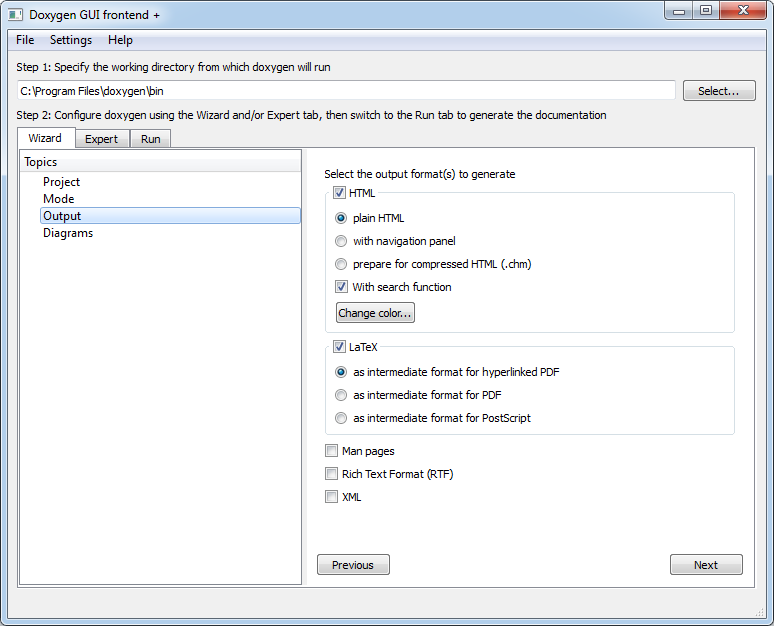 Doxygen GUI frontend +
File Settings Help
Step 1: Specify the working directory from which doxygen will run
C:\Program Files\doxygen\bin Select...
Step 2: Configure doxygen using the Wizard and/or Expert tab, then switch to the Run tab to generate the documentation
Wizard Expert Run
Topics
Project
Mode
Output
Diagrams
Select the output format(s) to generate
HTML
plain HTML
with navigation panel
prepare for compressed HTML (.chm)
With search function
Change color...
LaTeX
as intermediate format for hyperlinked PDF
as intermediate format for PDF
as intermediate format for PostScript
Man pages
Rich Text Format (RTF)
XML
Previous Next